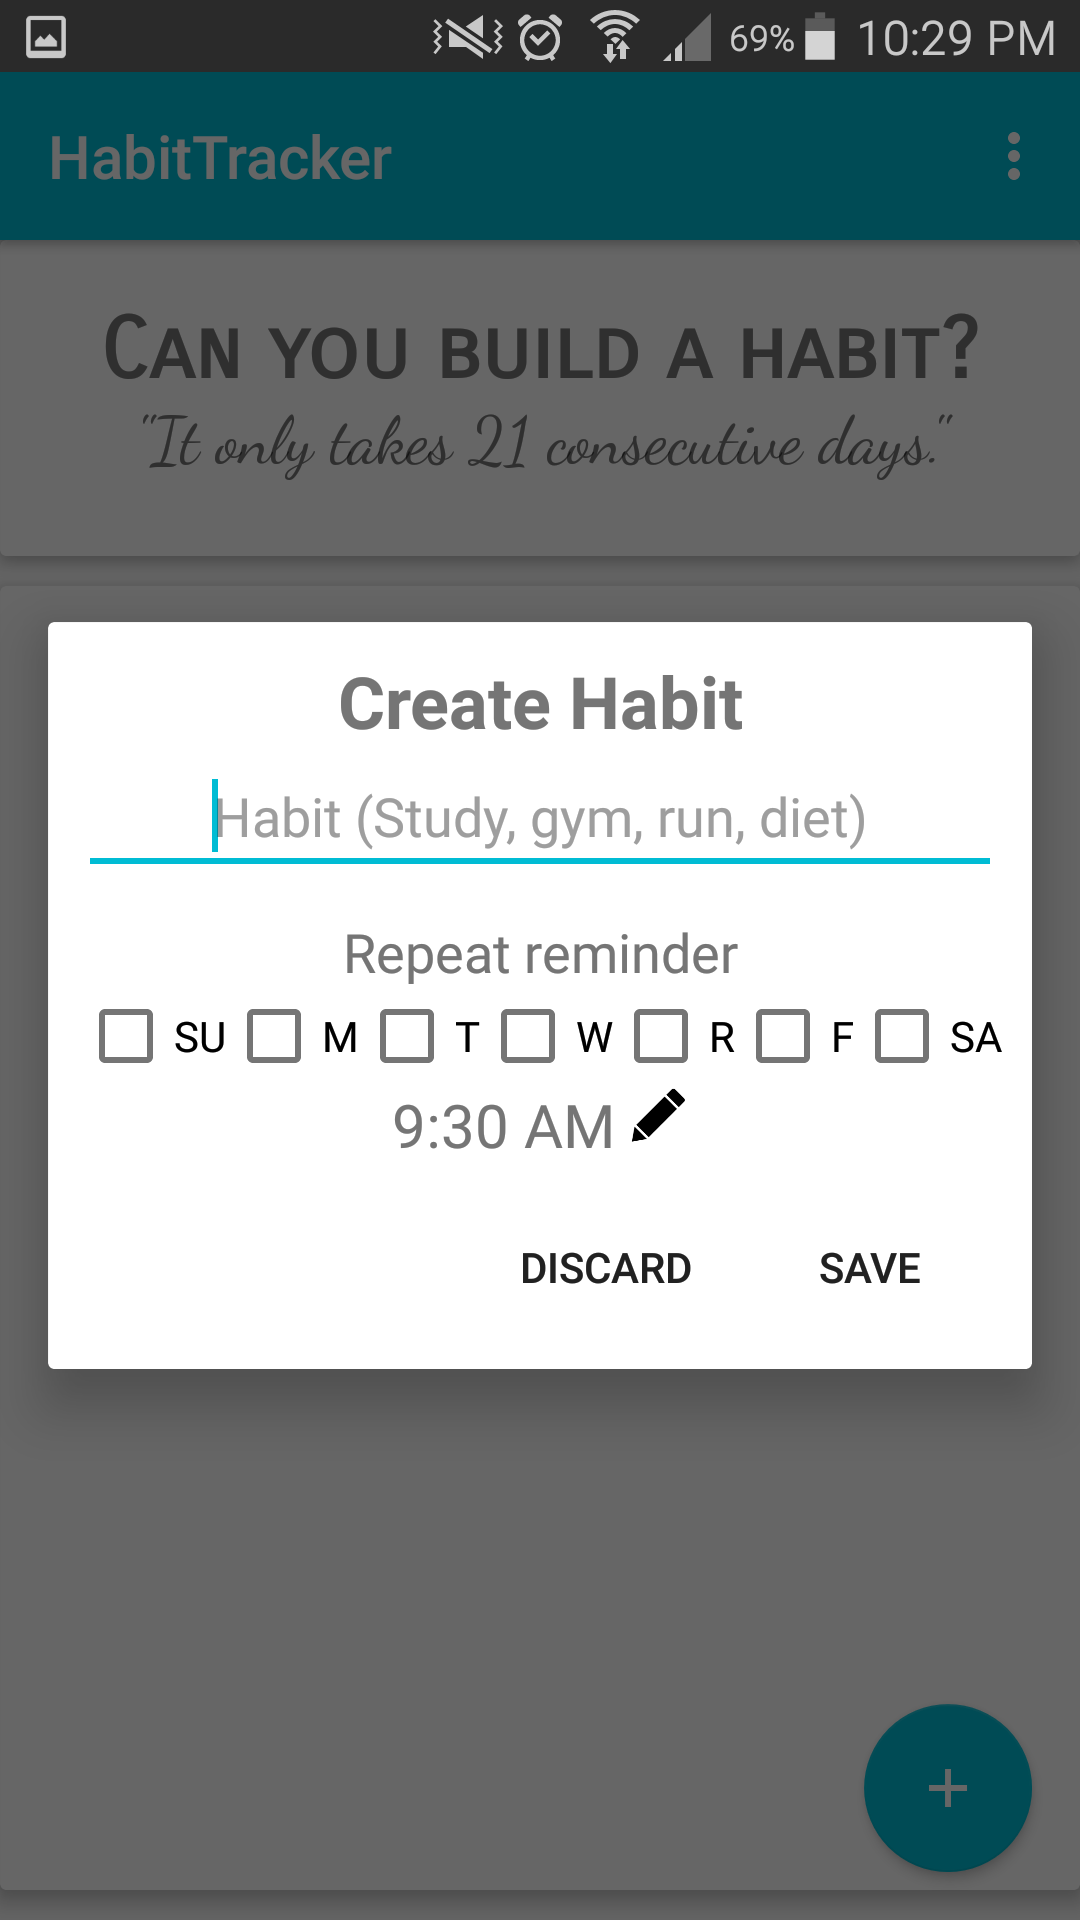 69% 10:29 PM
HabitTracker
Can you build a habit?
"It only takes 21 consecutive days."
Create Habit
Habit (Study, gym, run, diet)
Repeat reminder
SU M T W R F SA
9:30 AM
DISCARD SAVE